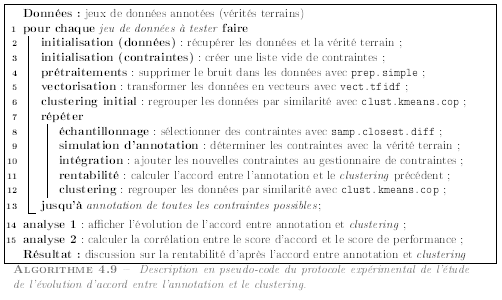 Données : jeux de données annotées (vérités terrains)
1 pour chaque jeu de données à tester faire
2 initialisation (données) : récupérer les données et la vérité terrain ;
3 initialisation (contraintes) : créer une liste vide de contraintes ;
4 prétraitements : supprimer le bruit dans les données avec prep.simple ;
5 vectorisation : transformer les données en vecteurs avec vect.tfidf ;
6 clustering initial : regrouper les données par similarité avec clust.kmeans.cop ;
7 répéter
8 échantillonnage : sélectionner des contraintes avec samp.closest.diff ;
9 simulation d'annotation : déterminer les contraintes avec la vérité terrain ;
10 intégration : ajouter les nouvelles contraintes au gestionnaire de contraintes ;
11 rentabilité : calculer l'accord entre l'annotation et le clustering précédent ;
12 clustering : regrouper les données par similarité avec clust.kmeans.cop ;
13 jusqu'à annotation de toutes les contraintes possibles;
14 analyse 1 : afficher l'évolution de l'accord entre annotation et clustering ;
15 analyse 2 : calculer la corrélation entre le score d'accord et le score de performance ;
Résultat : discussion sur la rentabilité d'après l'accord entre annotation et clustering
ALGORITHME 4.9 – Description en pseudo-code du protocole expérimental de l'étude
de l'évolution d'accord entre l'annotation et le clustering.